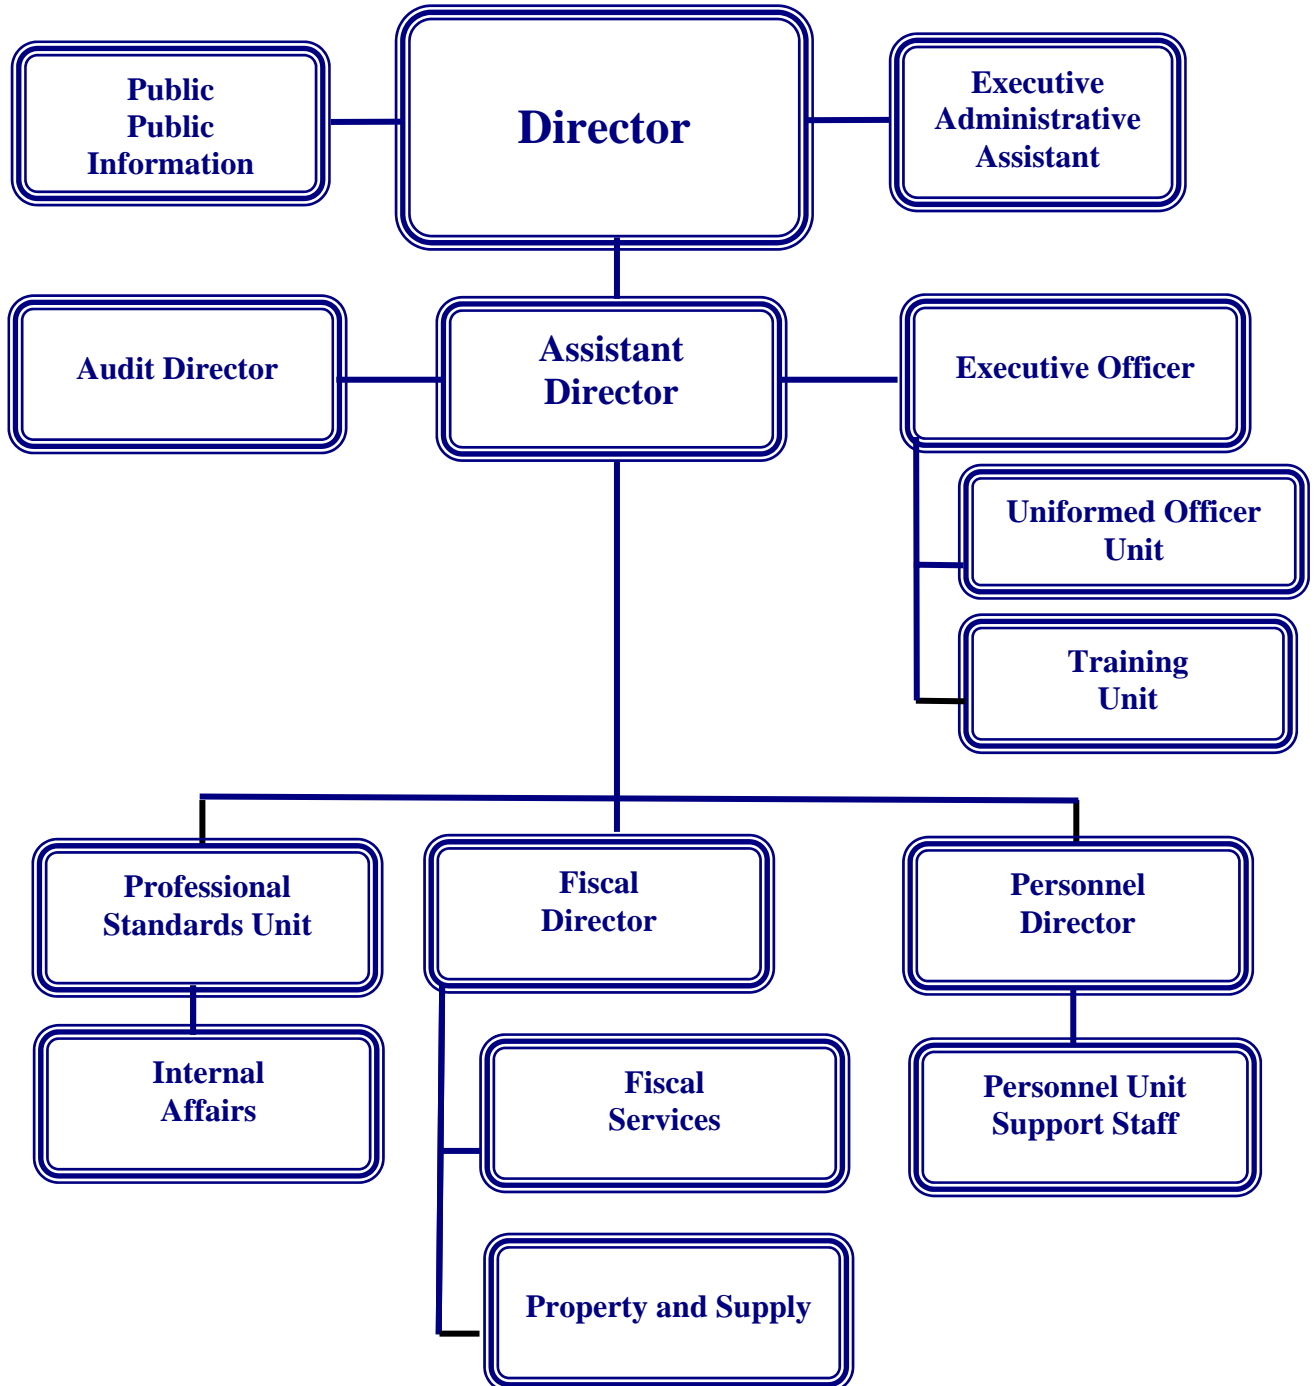 Public
Public
Information
Director
Executive
Administrative
Assistant
Audit Director
Assistant
Director
Executive Officer
Uniformed Officer
Unit
Training
Unit
Professional
Standards Unit
Fiscal
Director
Personnel
Director
Internal
Affairs
Fiscal
Services
Personnel Unit
Support Staff
Property and Supply